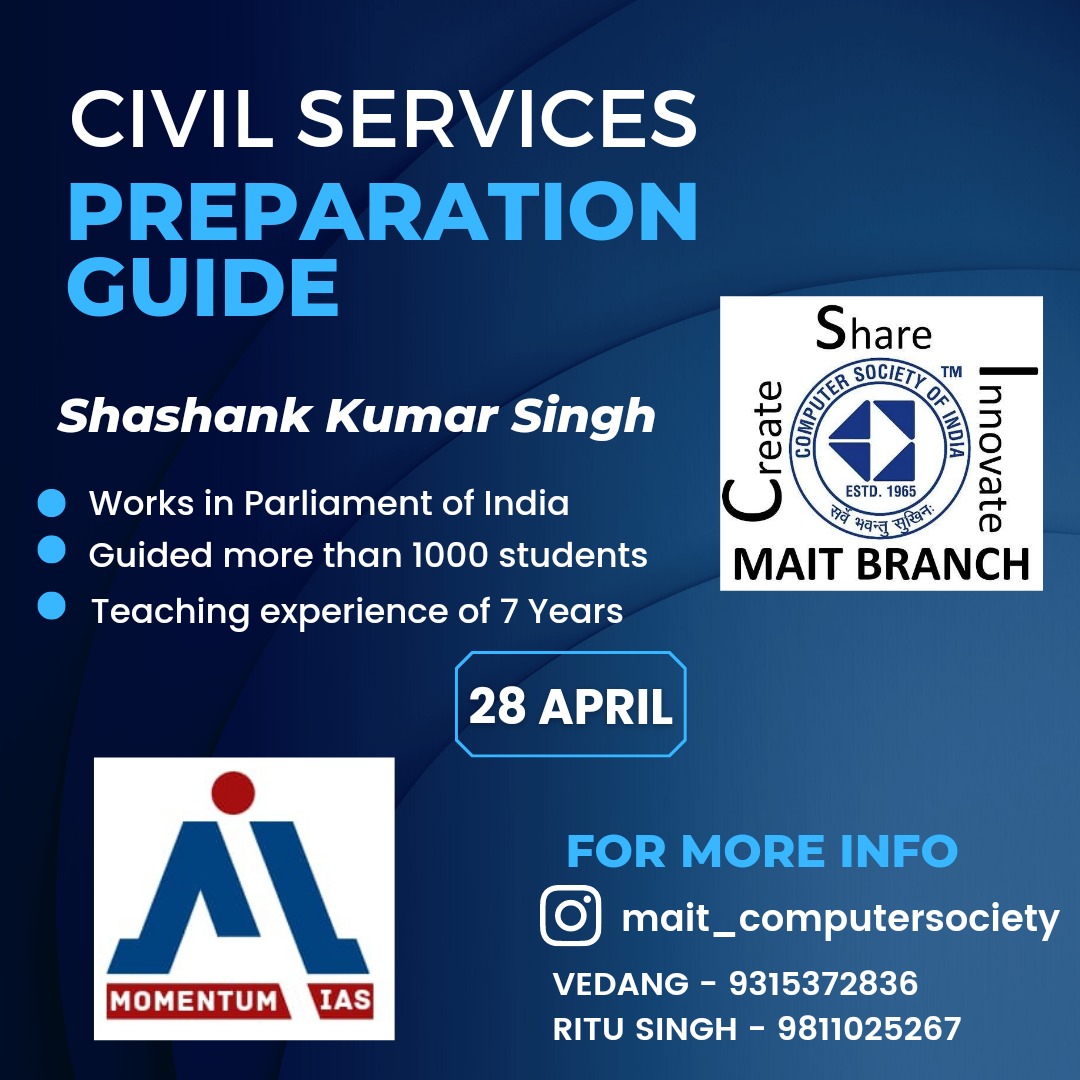 CIVIL SERVICES
PREPARATION
GUIDE
Shashank Kumar Singh
Works in Parliament of India
Guided more than 1000 students
Teaching experience of 7 Years
28 APRIL
Share
Create
Innovate
COMPUTER SOCIETY OF INDIA
TM
ESTD. 1965
सर्वे भवन्तु सुखिनः
MAIT BRANCH
MOMENTUM IAS
FOR MORE INFO
mait_computersociety
VEDANG - 9315372836
RITU SINGH - 9811025267